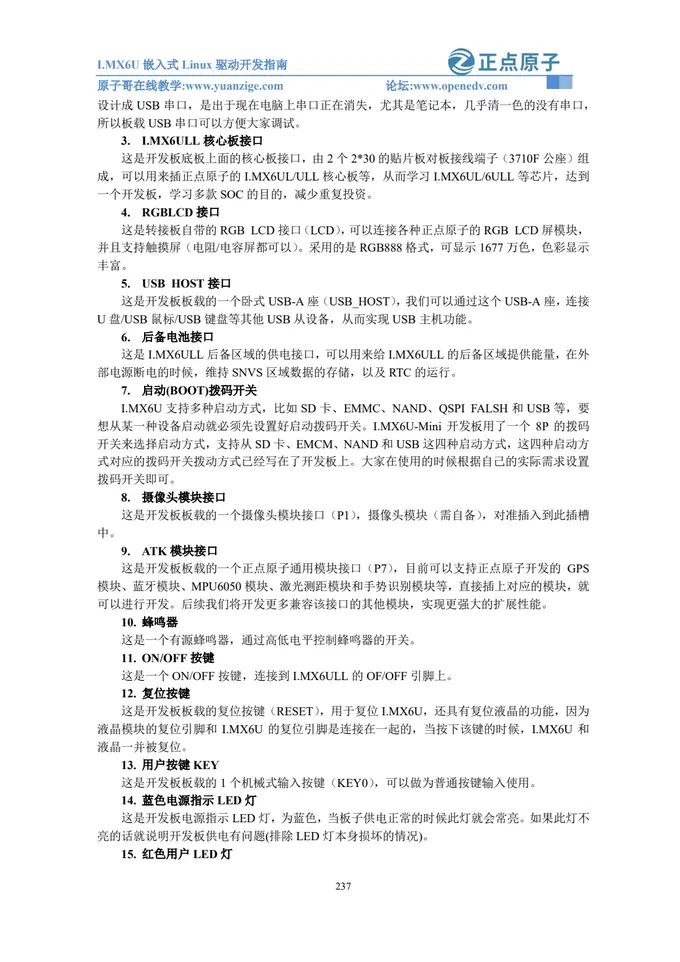 I.MX6U 嵌入式 Linux 驱动开发指南
正点原子
原子哥在线教学:www.yuanzige.com 论坛:www.openedv.com
设计成 USB 串口，是出于现在电脑上串口正在消失，尤其是笔记本，几乎清一色的没有串口，
所以板载 USB 串口可以方便大家调试。
3. I.MX6ULL 核心板接口
这是开发板底板上面的核心板接口，由 2 个 2*30 的贴片板对板接线端子（3710F 公座）组
成，可以用来插正点原子的 I.MX6UL/ULL 核心板等，从而学习 I.MX6UL/6ULL 等芯片，达到
一个开发板，学习多款 SOC 的目的，减少重复投资。
4. RGBLCD 接口
这是转接板自带的 RGB LCD 接口（LCD），可以连接各种正点原子的 RGB LCD 屏模块，
并且支持触摸屏（电阻/电容屏都可以）。采用的是 RGB888 格式，可显示 1677 万色，色彩显示
丰富。
5. USB HOST 接口
这是开发板板载的一个卧式 USB-A 座（USB_HOST），我们可以通过这个 USB-A 座，连接
U 盘/USB 鼠标/USB 键盘等其他 USB 从设备，从而实现 USB 主机功能。
6. 后备电池接口
这是 I.MX6ULL 后备区域的供电接口，可以用来给 I.MX6ULL 的后备区域提供能量，在外
部电源断电的时候，维持 SNVS 区域数据的存储，以及 RTC 的运行。
7. 启动(BOOT)拨码开关
I.MX6U 支持多种启动方式，比如 SD 卡、EMMC、NAND、QSPI FALSH 和 USB 等，要
想从某一种设备启动就必须先设置好启动拨码开关。I.MX6U-Mini 开发板用了一个 8P 的拨码
开关来选择启动方式，支持从 SD 卡、EMCM、NAND 和 USB 这四种启动方式，这四种启动方
式对应的拨码开关拨动方式已经写在了开发板上。大家在使用的时候根据自己的实际需求设置
拨码开关即可。
8. 摄像头模块接口
这是开发板板载的一个摄像头模块接口（P1），摄像头模块（需自备），对准插入到此插槽
中。
9. ATK 模块接口
这是开发板板载的一个正点原子通用模块接口（P7），目前可以支持正点原子开发的 GPS
模块、蓝牙模块、MPU6050 模块、激光测距模块和手势识别模块等，直接插上对应的模块，就
可以进行开发。后续我们将开发更多兼容该接口的其他模块，实现更强大的扩展性能。
10. 蜂鸣器
这是一个有源蜂鸣器，通过高低电平控制蜂鸣器的开关。
11. ON/OFF 按键
这是一个 ON/OFF 按键，连接到 I.MX6ULL 的 OF/OFF 引脚上。
12. 复位按键
这是开发板板载的复位按键（RESET），用于复位 I.MX6U，还具有复位液晶的功能，因为
液晶模块的复位引脚和 I.MX6U 的复位引脚是连接在一起的，当按下该键的时候，I.MX6U 和
液晶一并被复位。
13. 用户按键 KEY
这是开发板板载的 1 个机械式输入按键（KEY0），可以做为普通按键输入使用。
14. 蓝色电源指示 LED 灯
这是开发板电源指示 LED 灯，为蓝色，当板子供电正常的时候此灯就会常亮。如果此灯不
亮的话就说明开发板供电有问题(排除 LED 灯本身损坏的情况)。
15. 红色用户 LED 灯
237